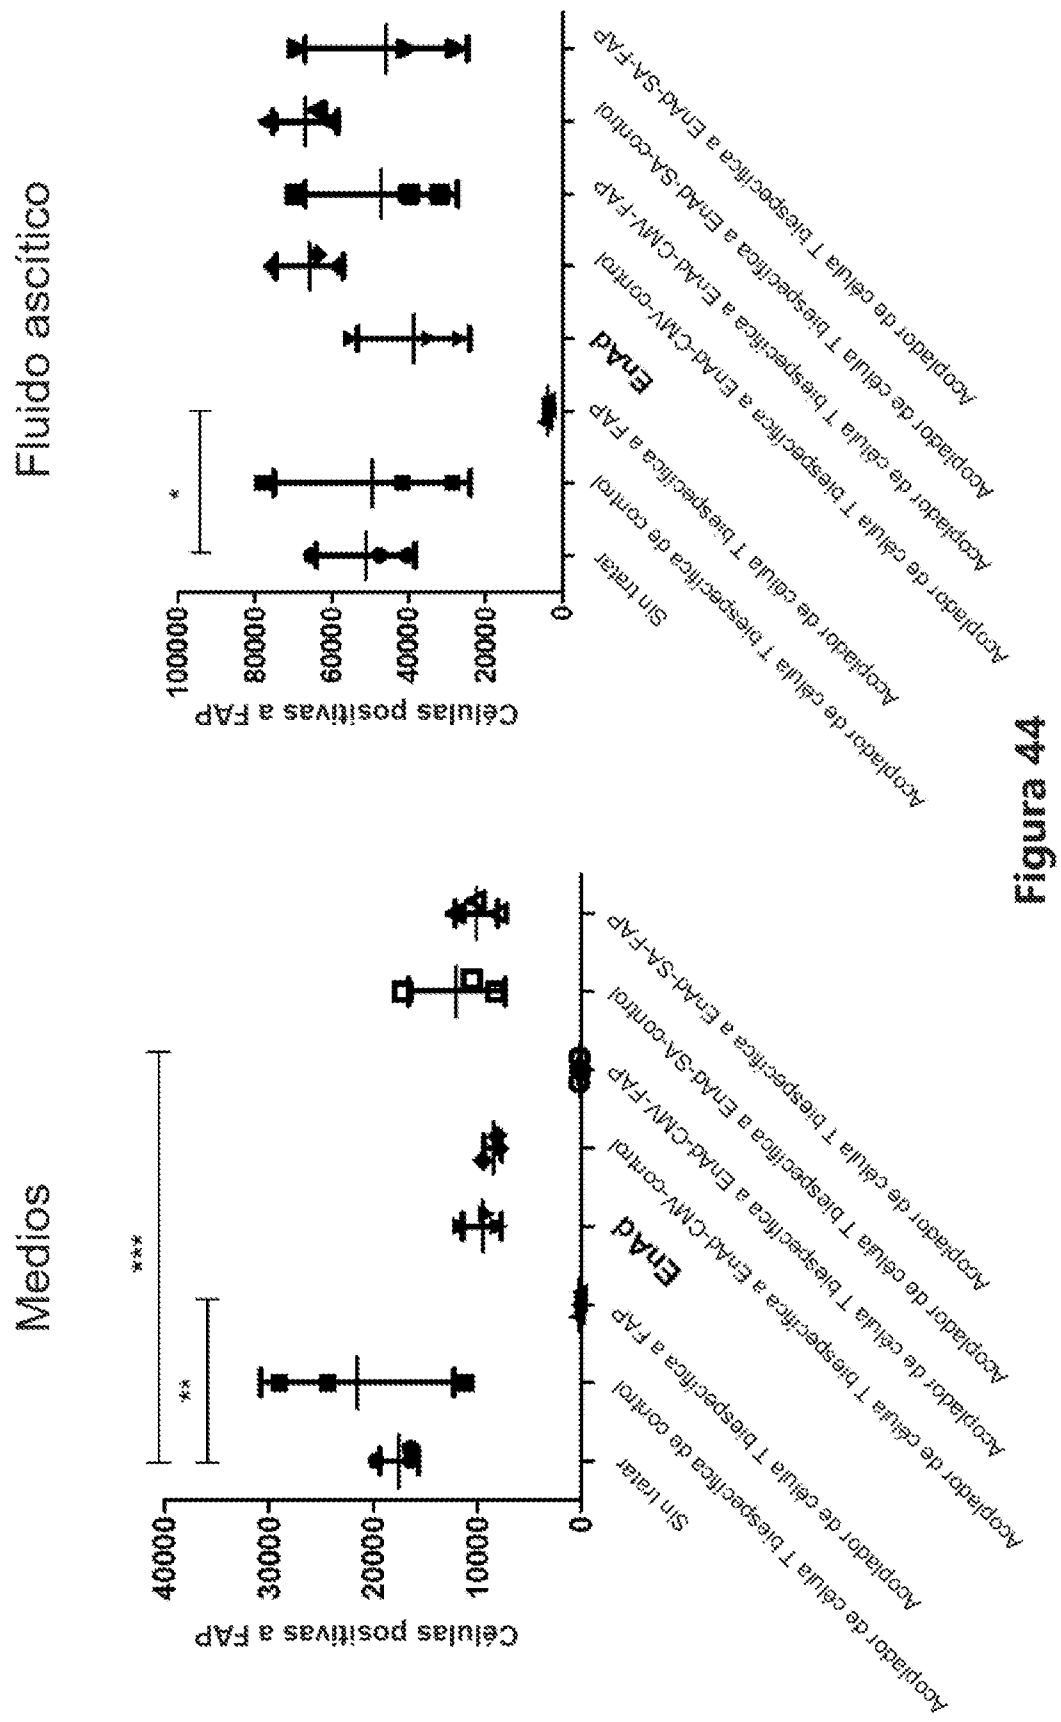 Medios
***
**
Células positivas a FAP
40000
30000
20000
10000
0
Sin tratar
Acoplador de célula T biespecífica de control
Acoplador de célula T biespecífica a FAP
EnAd
Acoplador de célula T biespecífica a EnAd-CMV-control
Acoplador de célula T biespecífica a EnAd-CMV-FAP
Acoplador de célula T biespecífica a EnAd-SA-control
Acoplador de célula T biespecífica a EnAd-SA-FAP
Fluido ascítico
*
Células positivas a FAP
100000
80000
60000
40000
20000
0
Sin tratar
Acoplador de célula T biespecífica de control
Acoplador de célula T biespecífica a FAP
EnAd
Acoplador de célula T biespecífica a EnAd-CMV-control
Acoplador de célula T biespecífica a EnAd-CMV-FAP
Acoplador de célula T biespecífica a EnAd-SA-control
Acoplador de célula T biespecífica a EnAd-SA-FAP
Figura 44